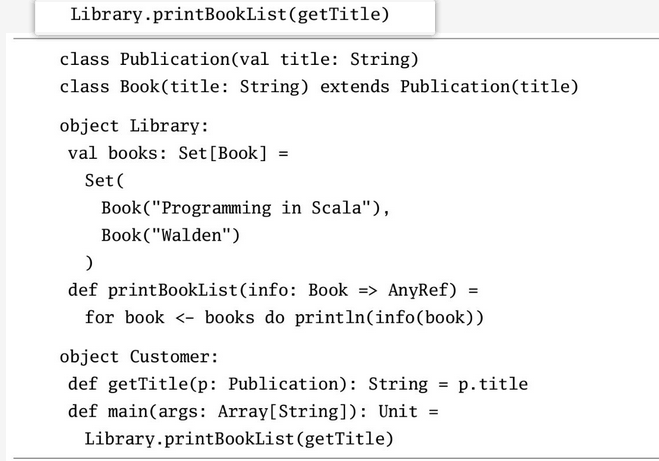 Library.printBookList(getTitle)
class Publication(val title: String)
class Book(title: String) extends Publication(title)
object Library:
val books: Set[Book] =
Set(
Book("Programming in Scala"),
Book("Walden")
)
def printBookList(info: Book => AnyRef) =
for book <- books do println(info(book))
object Customer:
def getTitle(p: Publication): String = p.title
def main(args: Array[String]): Unit =
Library.printBookList(getTitle)